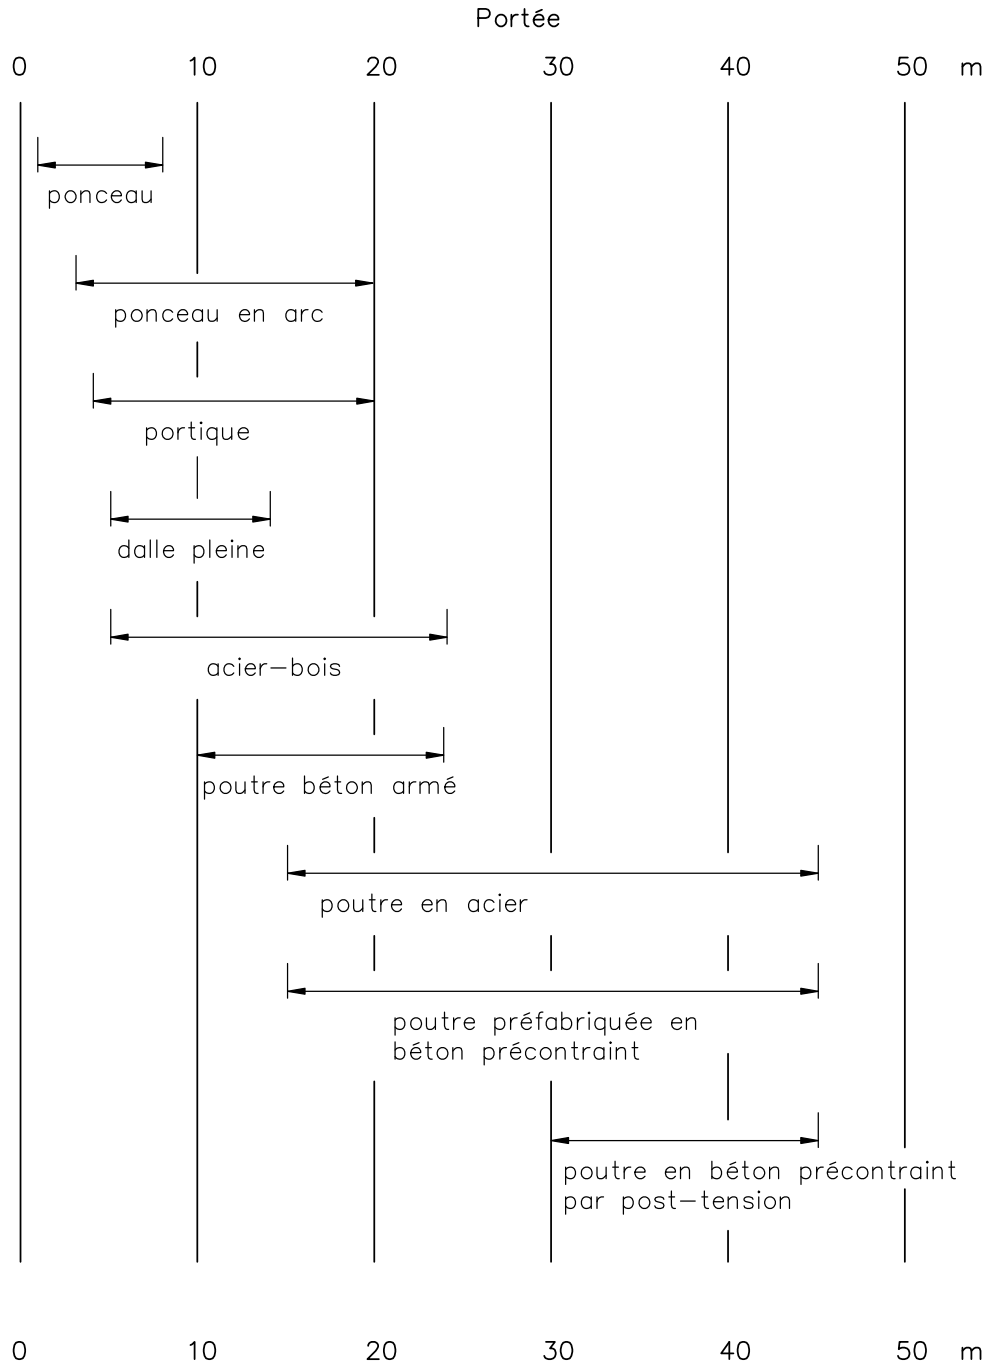 Portée
0 10 20 30 40 50 m
ponceau
ponceau en arc
portique
dalle pleine
acier-bois
poutre béton armé
poutre en acier
poutre préfabriquée en
béton précontraint
poutre en béton précontraint
par post-tension
0 10 20 30 40 50 m